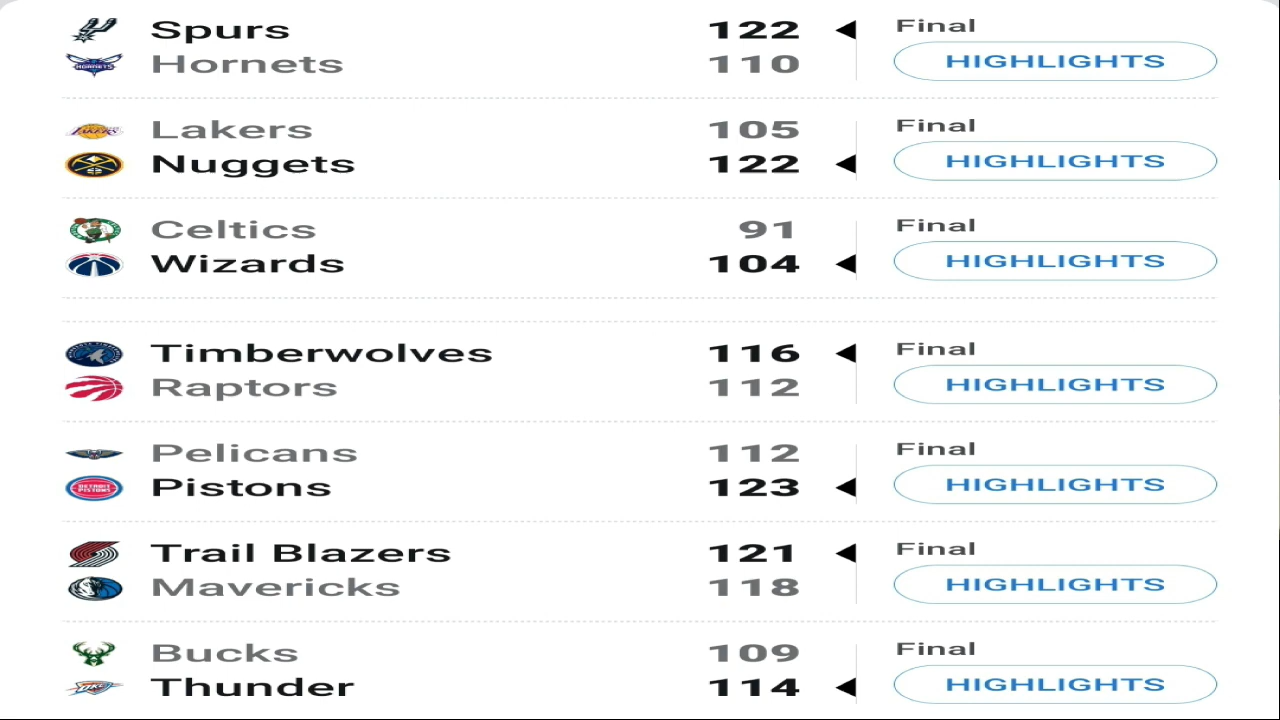 Spurs 122 Final
Hornets 110 HIGHLIGHTS
Lakers 105 Final
Nuggets 122 HIGHLIGHTS
Celtics 91 Final
Wizards 104 HIGHLIGHTS
Timberwolves 116 Final
Raptors 112 HIGHLIGHTS
Pelicans 112 Final
Pistons 123 HIGHLIGHTS
Trail Blazers 121 Final
Mavericks 118 HIGHLIGHTS
Bucks 109 Final
Thunder 114 HIGHLIGHTS